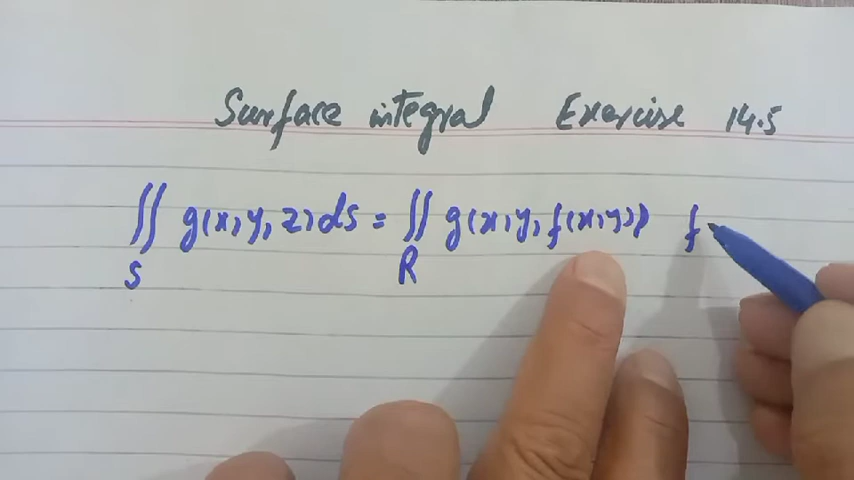 Surface integral Exercise 14.5
∬ g(x,y,z)ds = ∬ g(x,y,f(x,y)) f
S R